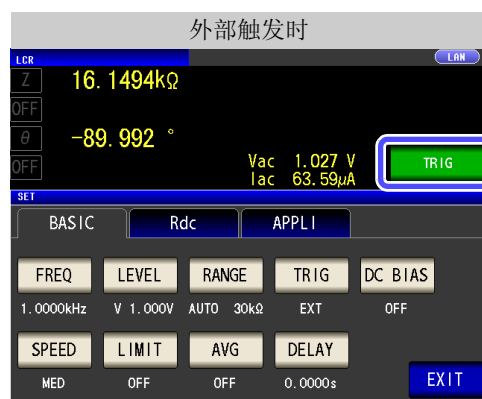 外部触发时
LCR
LAN
Z 16.1494kΩ
OFF
θ -89.992 °
OFF
Vac 1.027 V
Iac 63.59μA
TRIG
SET
BASIC Rdc APPLI
FREQ LEVEL RANGE TRIG DC BIAS
1.0000kHz V 1.000V AUTO 30kΩ EXT OFF
SPEED LIMIT AVG DELAY
MED OFF OFF 0.0000s
EXIT